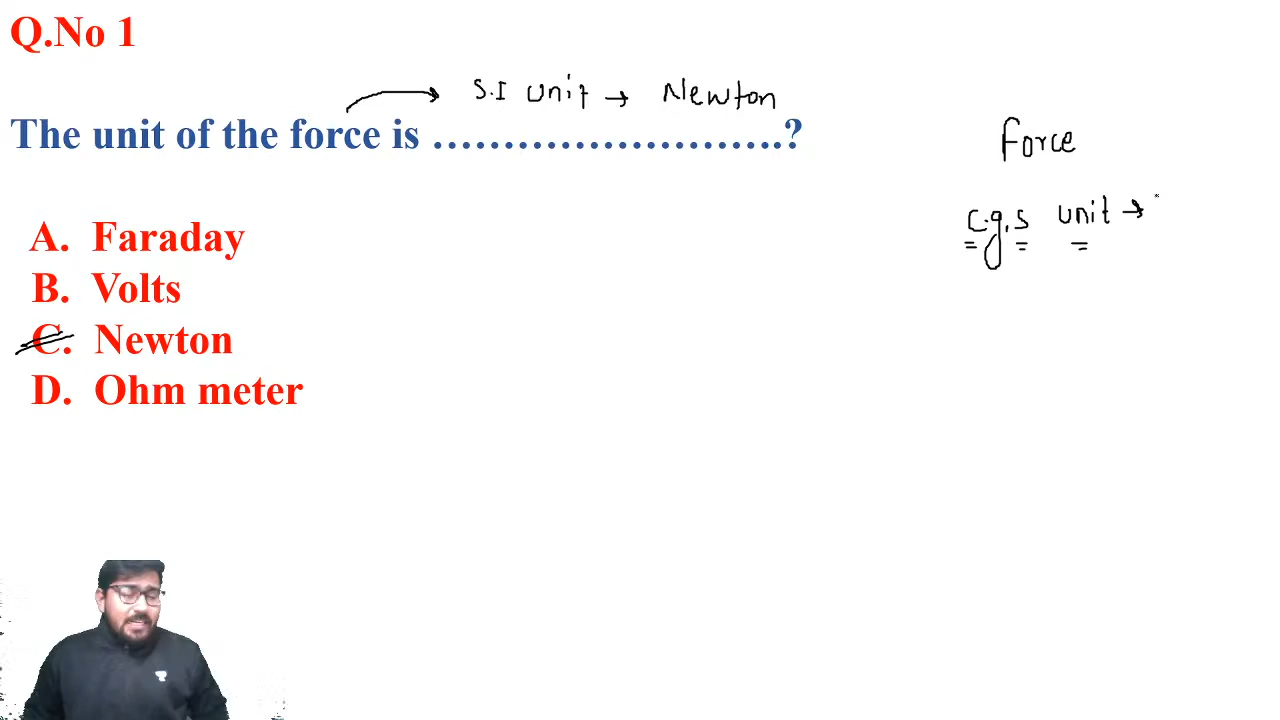 Q.No 1
S.I unit → Newton
The unit of the force is ……………………….?
Force
C.g.s unit →
A. Faraday
B. Volts
C. Newton
D. Ohm meter